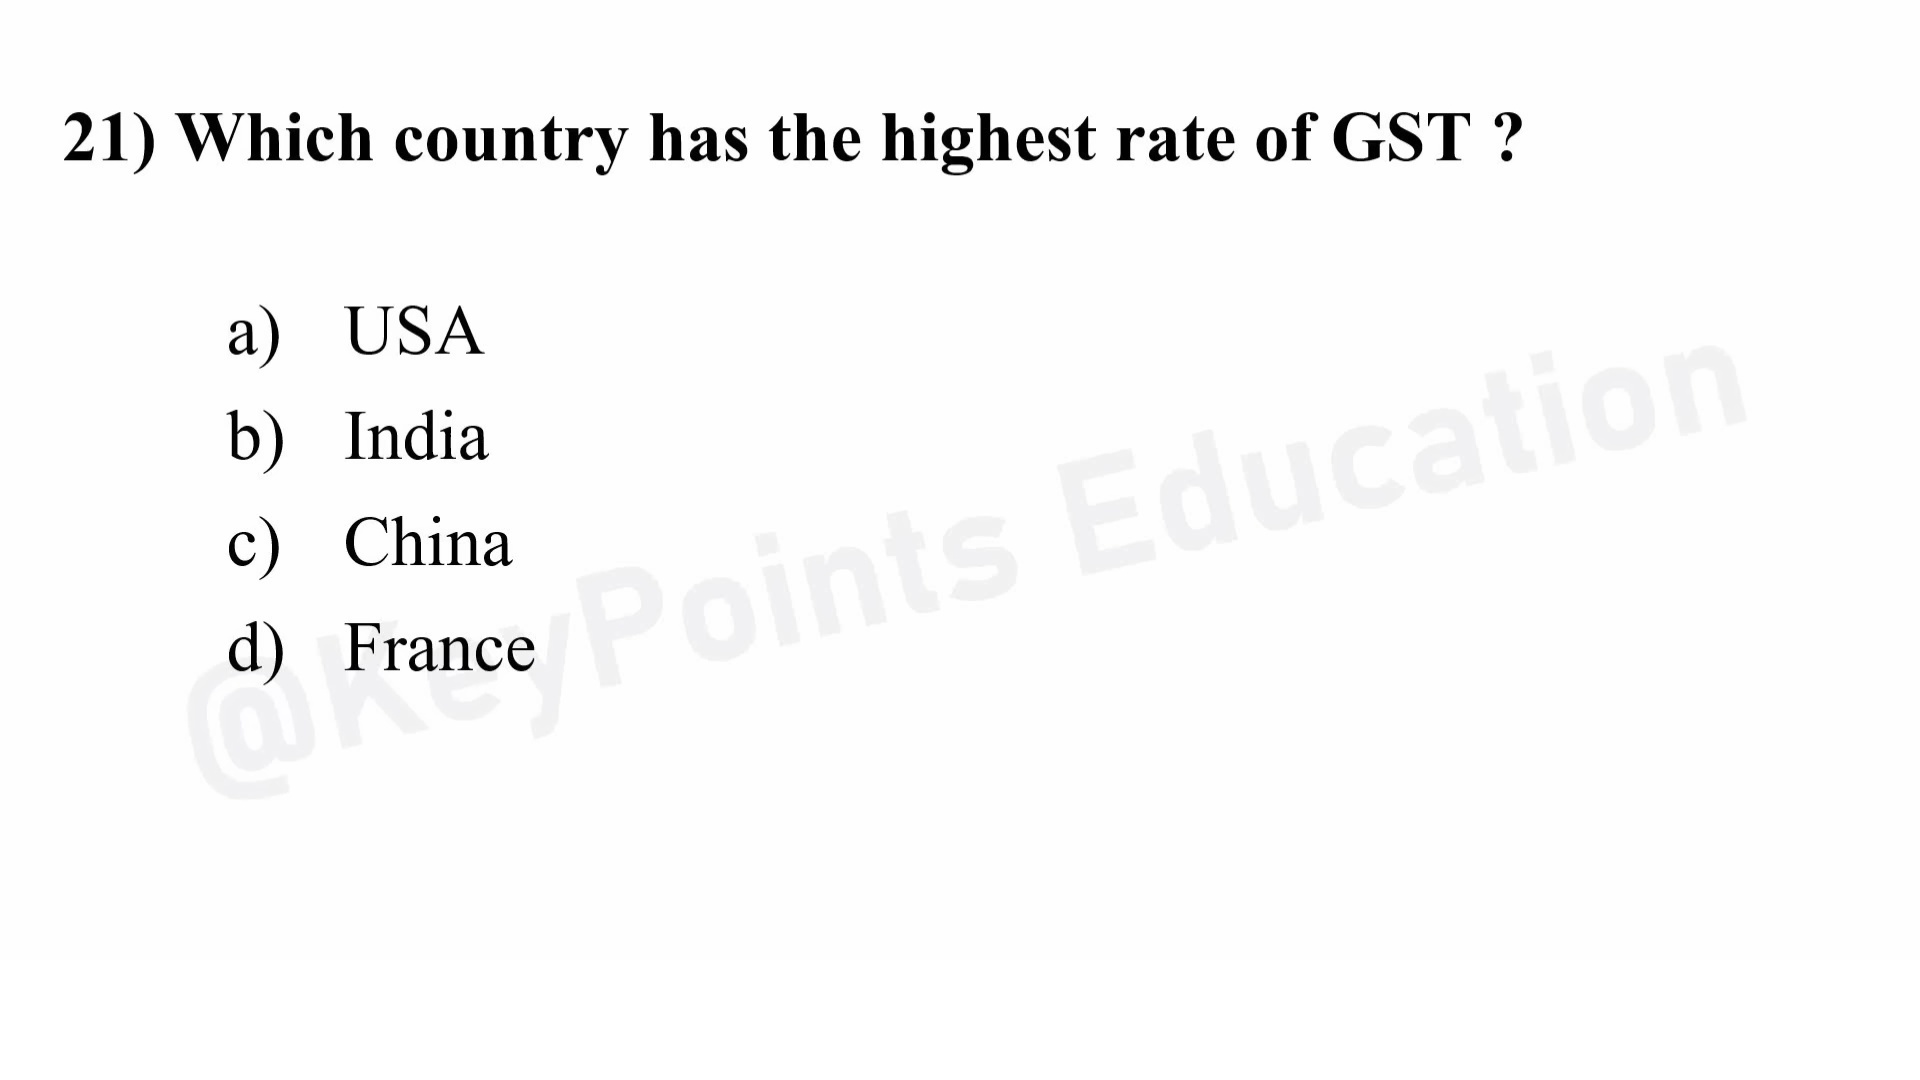 21) Which country has the highest rate of GST ?
a) USA
b) India
c) China
d) France
@KeyPoints Education